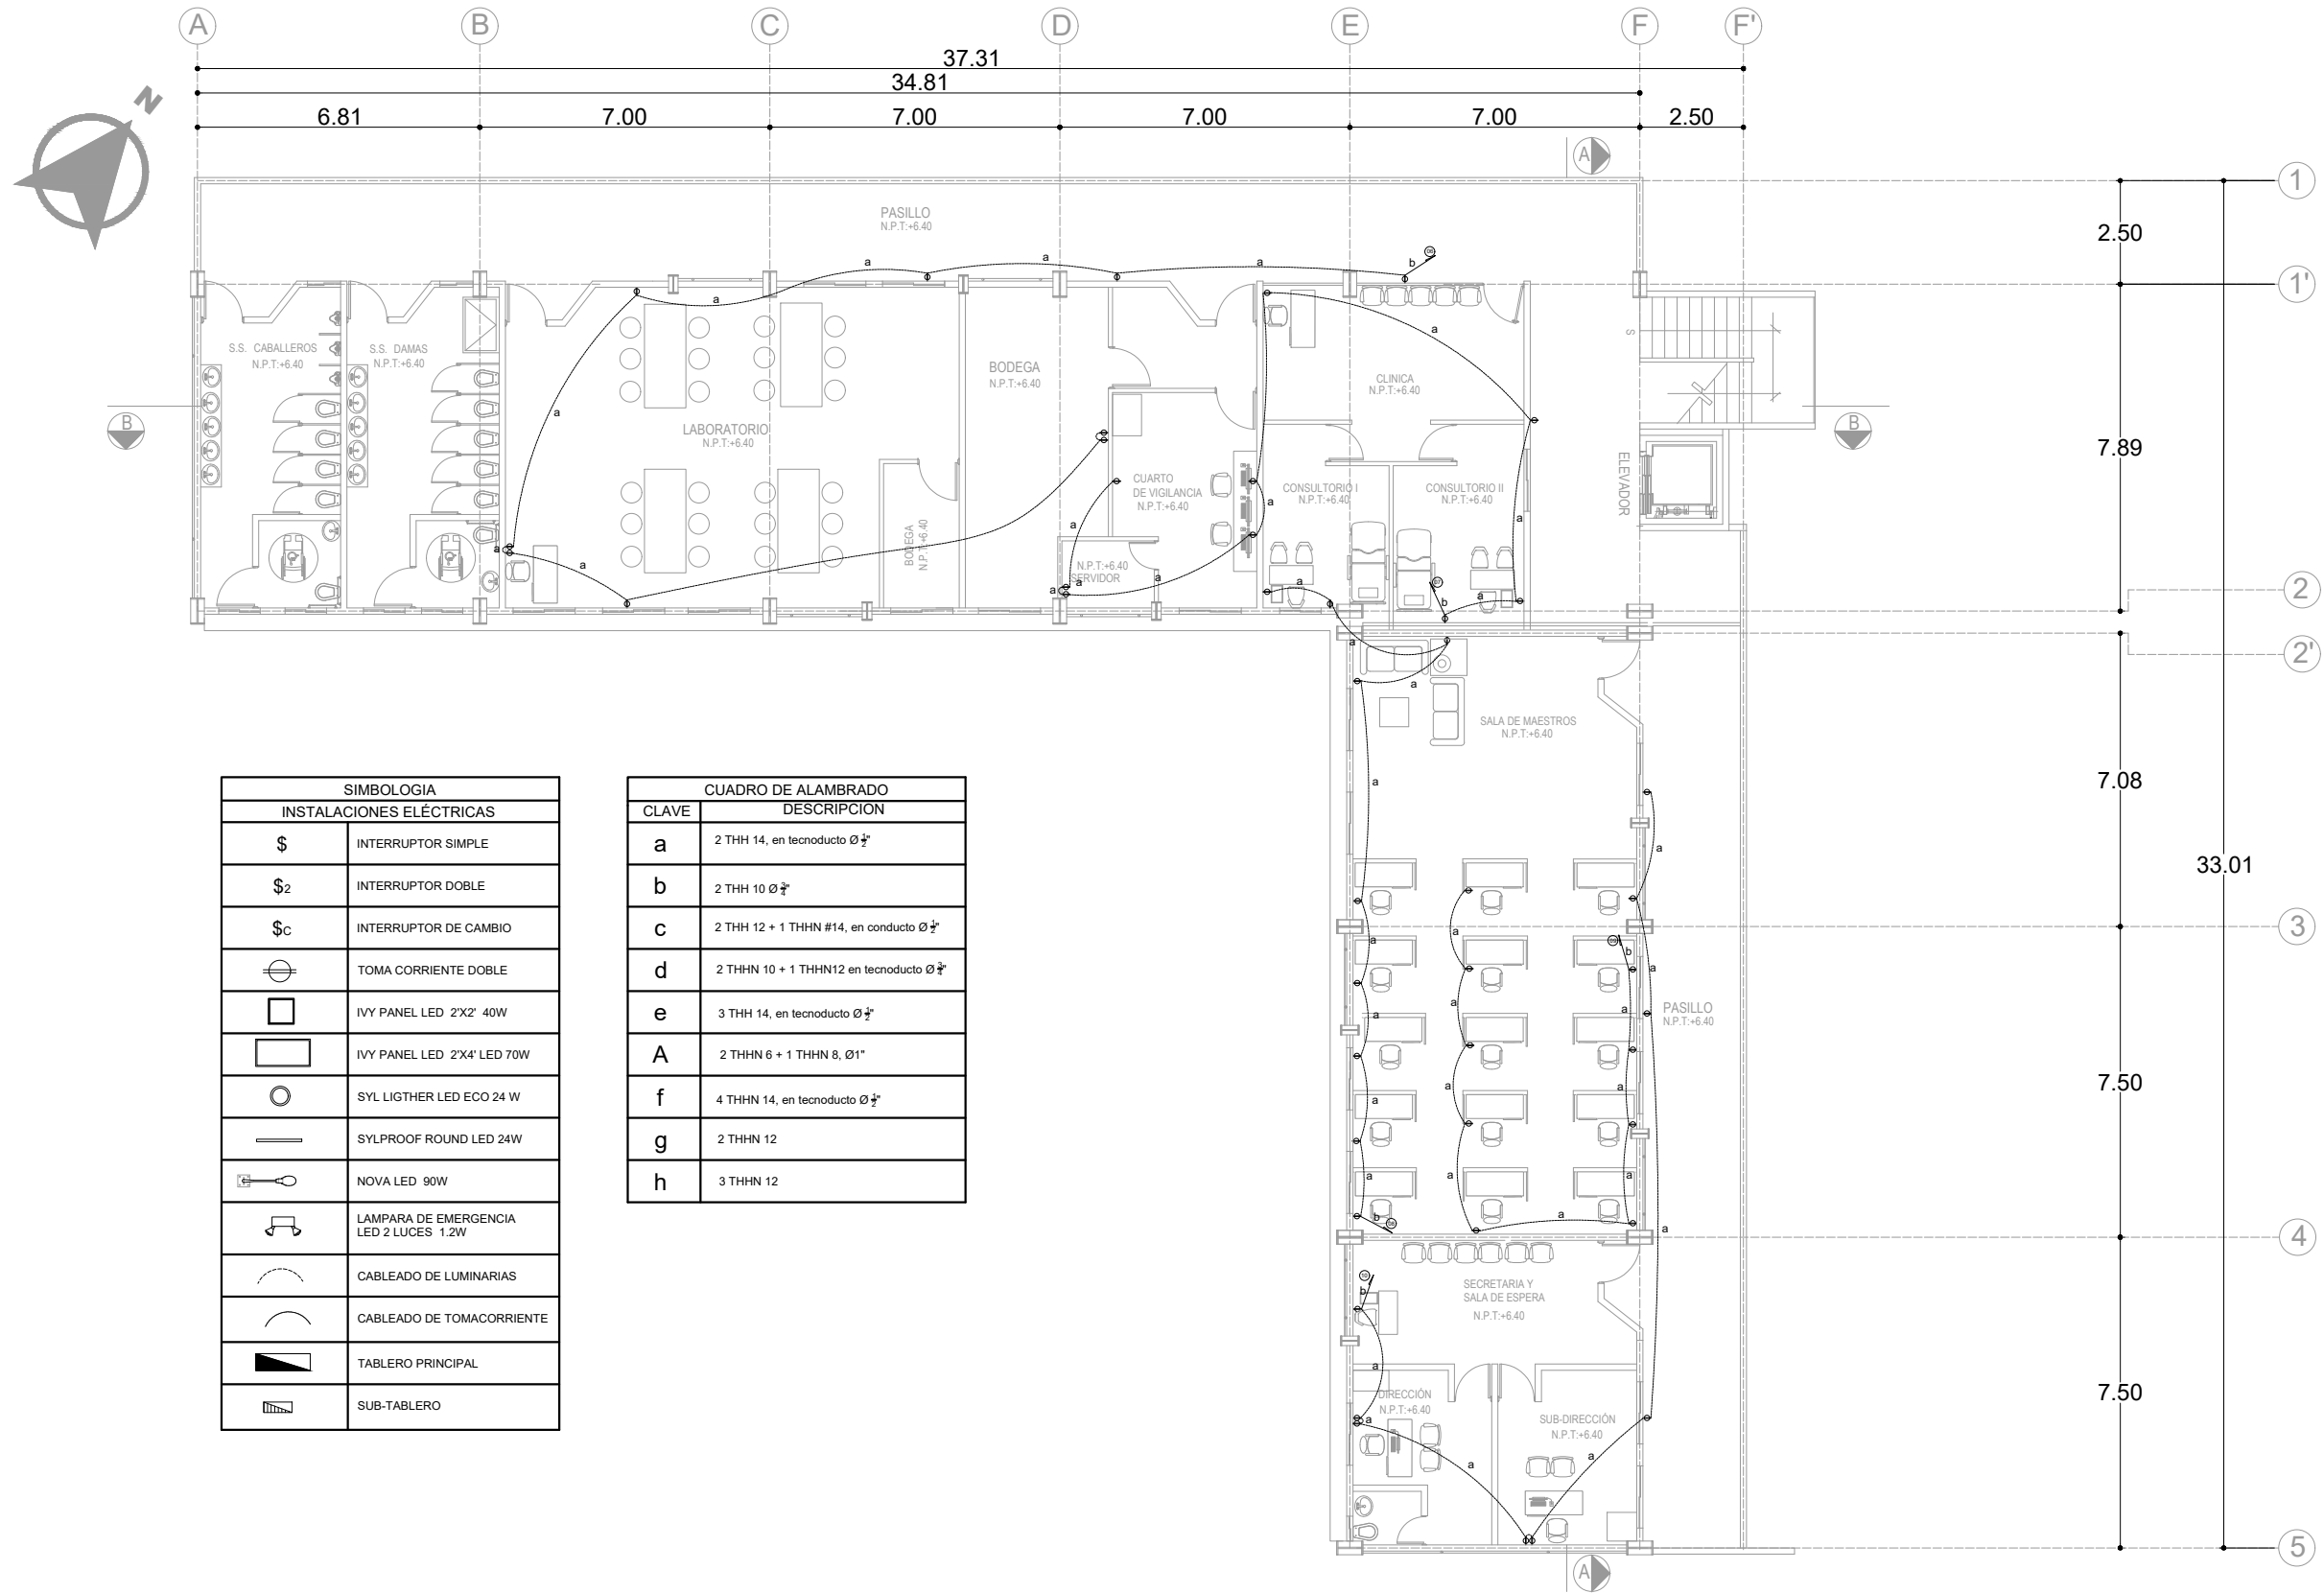 A B C D E F F'
37.31
34.81
6.81 7.00 7.00 7.00 7.00 2.50
N
A
1
PASILLO
N.P.T:+6.40
2.50
a a a b 06
1'
a
a
S
S.S. CABALLEROS
N.P.T:+6.40
S.S. DAMAS
N.P.T:+6.40
BODEGA
N.P.T:+6.40
CLINICA
N.P.T:+6.40
a
B
LABORATORIO
N.P.T:+6.40
B
7.89
ELEVADOR
CUARTO
DE VIGILANCIA
N.P.T:+6.40
CONSULTORIO I
N.P.T:+6.40
CONSULTORIO II
N.P.T:+6.40
a
a
a
BODEGA
N.P.T:+6.40
a
a
N.P.T:+6.40
SERVIDOR
a
a
a
a
07
b
a
2
a
2'
a
SALA DE MAESTROS
N.P.T:+6.40
a
7.08
a
33.01
3
a
a
09
b
a
a
a
a
PASILLO
N.P.T:+6.40
a
a
a
7.50
a
a
a
a
b
08
a
a
4
SECRETARIA Y
SALA DE ESPERA
N.P.T:+6.40
10
b
a
DIRECCIÓN
N.P.T:+6.40
a
7.50
SUB-DIRECCIÓN
N.P.T:+6.40
a
a
5
A
SIMBOLOGIA
INSTALACIONES ELÉCTRICAS
$ INTERRUPTOR SIMPLE
$2 INTERRUPTOR DOBLE
$C INTERRUPTOR DE CAMBIO
TOMA CORRIENTE DOBLE
IVY PANEL LED 2'X2' 40W
IVY PANEL LED 2'X4' LED 70W
SYL LIGTHER LED ECO 24 W
SYLPROOF ROUND LED 24W
NOVA LED 90W
LAMPARA DE EMERGENCIA
LED 2 LUCES 1.2W
CABLEADO DE LUMINARIAS
CABLEADO DE TOMACORRIENTE
TABLERO PRINCIPAL
SUB-TABLERO
CUADRO DE ALAMBRADO
CLAVE DESCRIPCION
a 2 THH 14, en tecnoducto Ø 1/2"
b 2 THH 10 Ø 3/4"
c 2 THH 12 + 1 THHN #14, en conducto Ø 1/2"
d 2 THHN 10 + 1 THHN12 en tecnoducto Ø 3/4"
e 3 THH 14, en tecnoducto Ø 1/2"
A 2 THHN 6 + 1 THHN 8, Ø1"
f 4 THHN 14, en tecnoducto Ø 1/2"
g 2 THHN 12
h 3 THHN 12